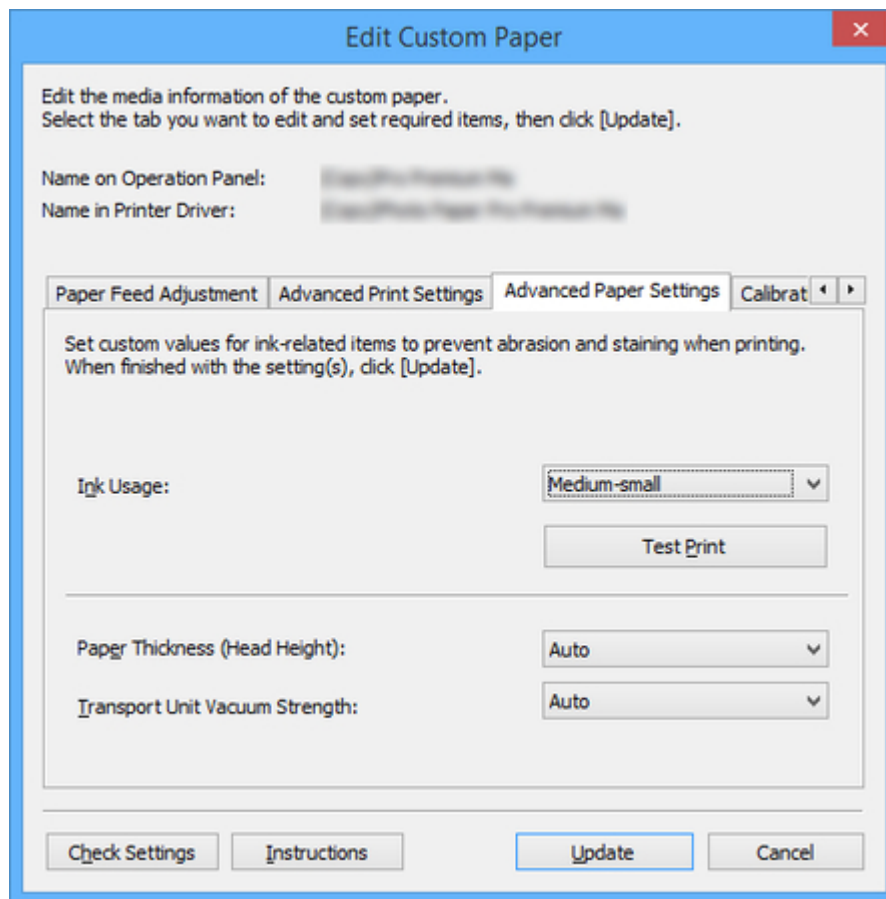 Edit Custom Paper
Edit the media information of the custom paper.
Select the tab you want to edit and set required items, then click [Update].
Name on Operation Panel:
Name in Printer Driver:
Paper Feed Adjustment Advanced Print Settings Advanced Paper Settings Calibrat
Set custom values for ink-related items to prevent abrasion and staining when printing.
When finished with the setting(s), click [Update].
Ink Usage: Medium-small
Test Print
Paper Thickness (Head Height): Auto
Transport Unit Vacuum Strength: Auto
Check Settings Instructions Update Cancel